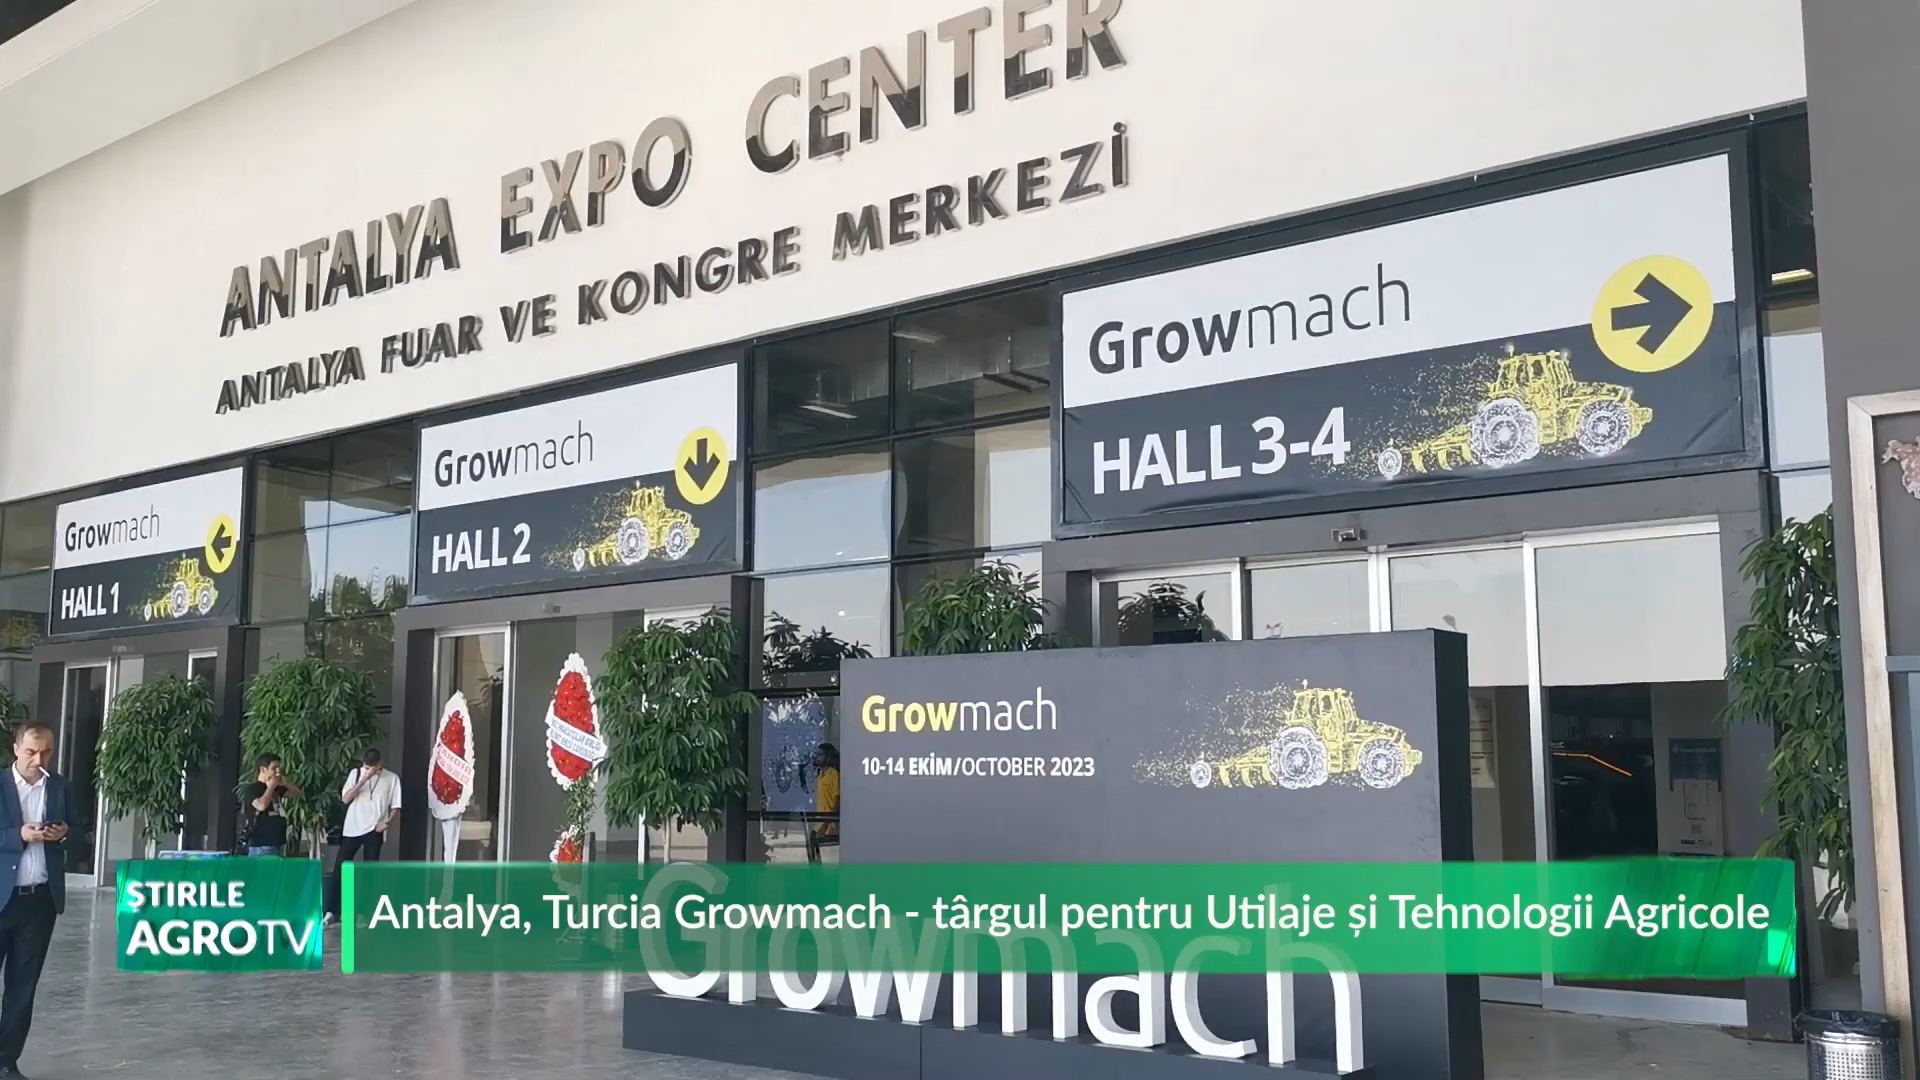 ANTALYA EXPO CENTER
ANTALYA FUAR VE KONGRE MERKEZİ
Growmach
HALL 1
Growmach
HALL 2
Growmach
HALL 3-4
Growmach
10-14 EKİM/OCTOBER 2023
Growmach
ȘTIRILE
AGROTV
Antalya, Turcia Growmach - târgul pentru Utilaje și Tehnologii Agricole